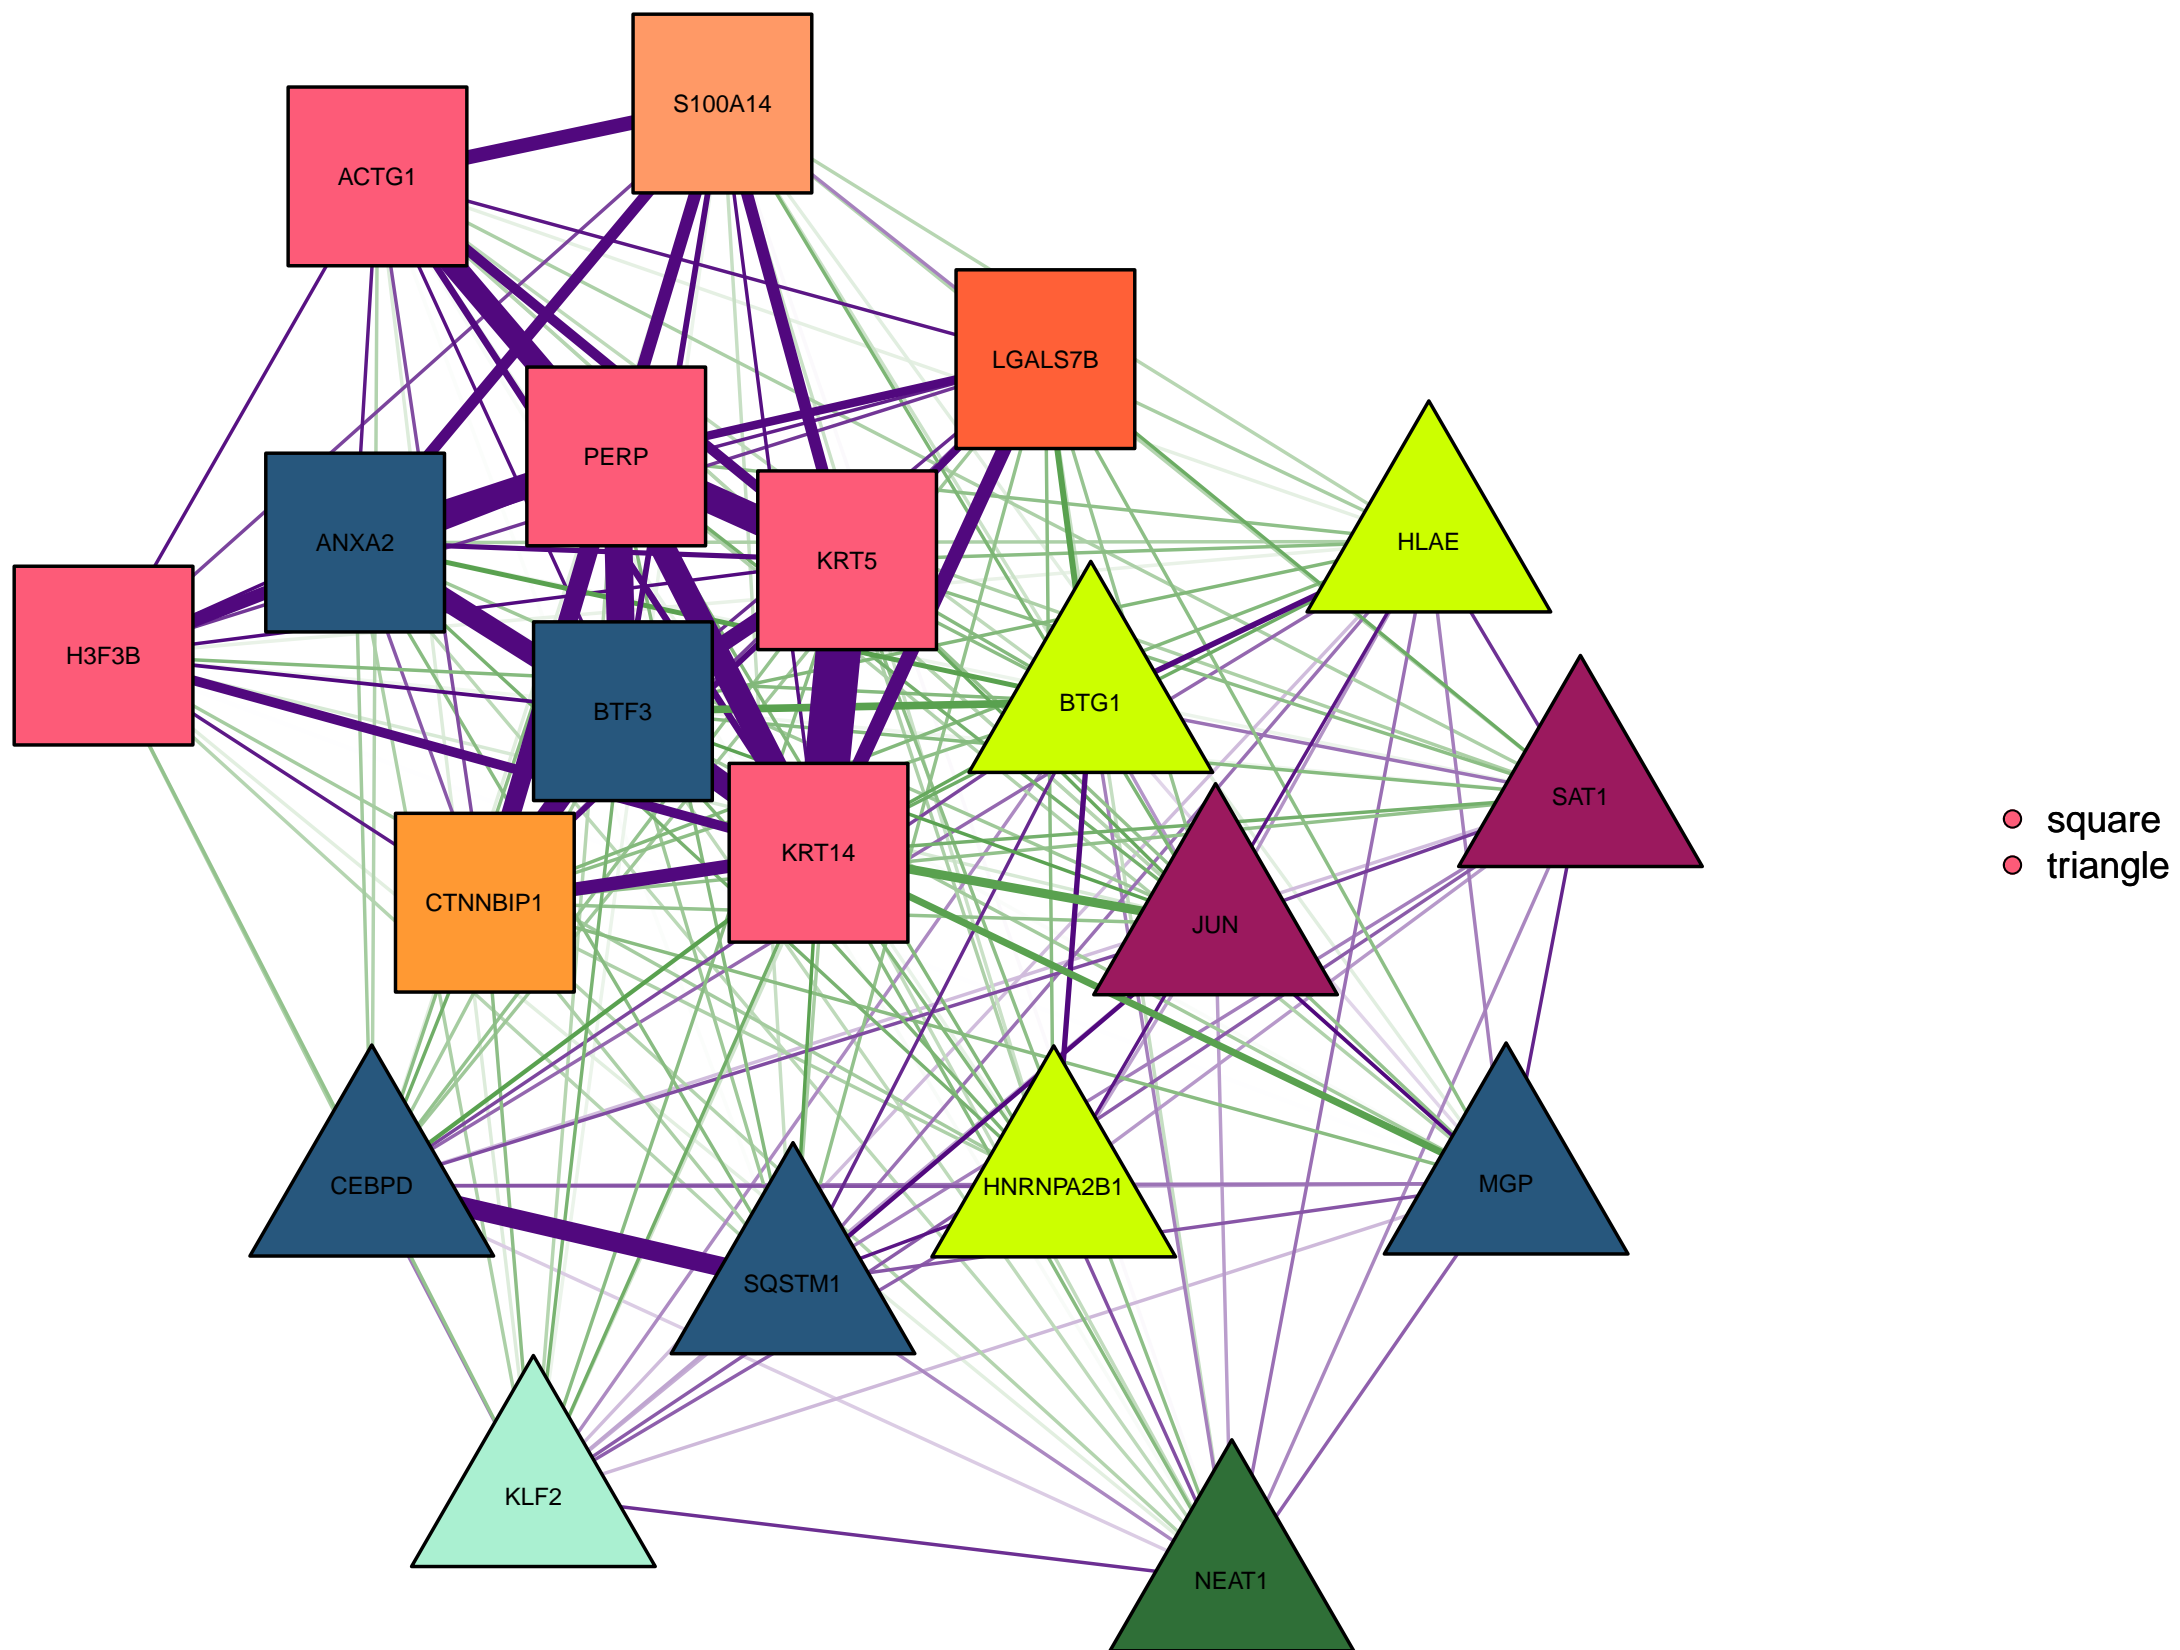 S100A14
ACTG1
LGALS7B
PERP
ANXA2
HLAE
KRT5
H3F3B
BTG1
BTF3
SAT1
square
KRT14
triangle
CTNNBIP1
JUN
CEBPD
HNRNPA2B1
MGP
SQSTM1
KLF2
NEAT1